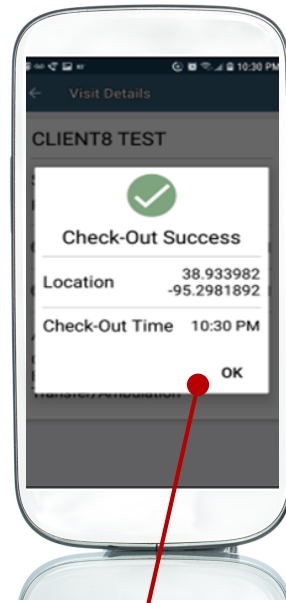 10:30 PM
Visit Details
CLIENT8 TEST
Check-Out Success
Location 38.933982
-95.2981892
Check-Out Time 10:30 PM
OK
Transfer/Ambulation